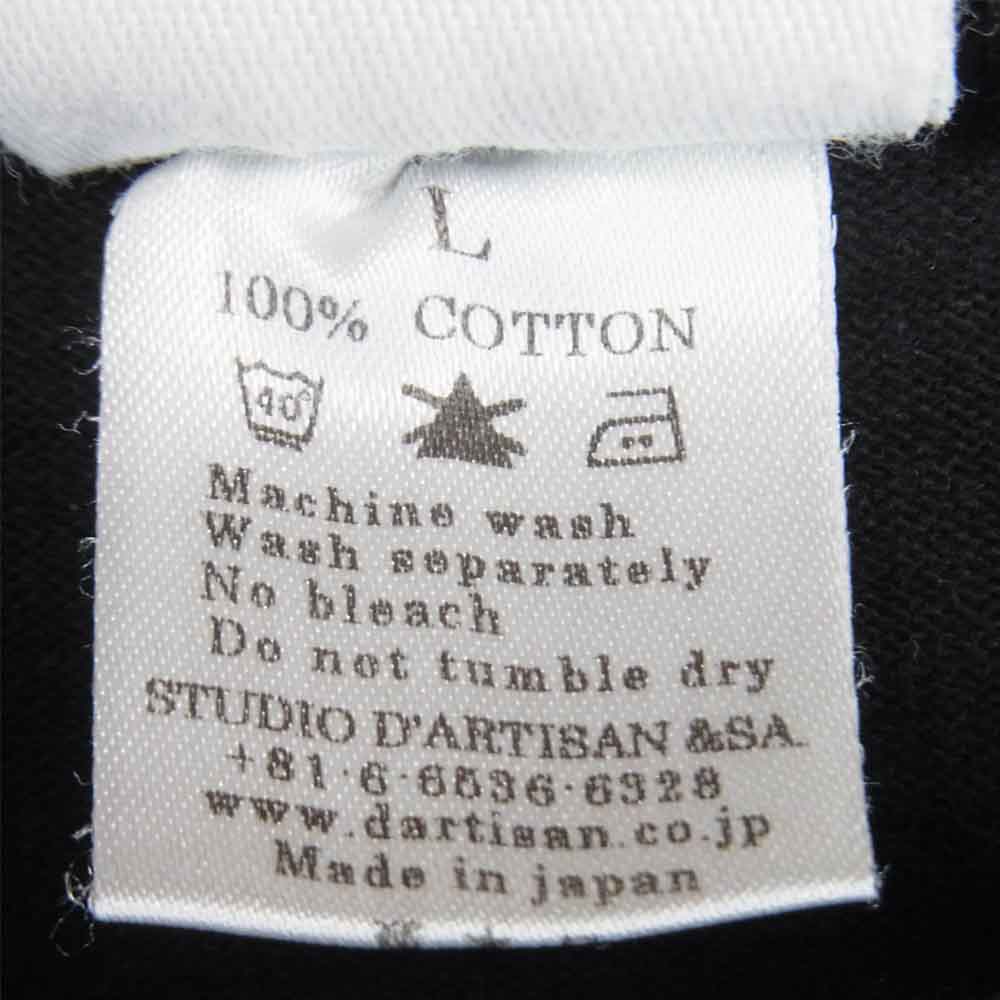 L
100% COTTON
40°
Machine wash
Wash separately
No bleach
Do not tumble dry
STUDIO D'ARTISAN &SA.
+81·6·6536·6328
www.dartisan.co.jp
Made in japan